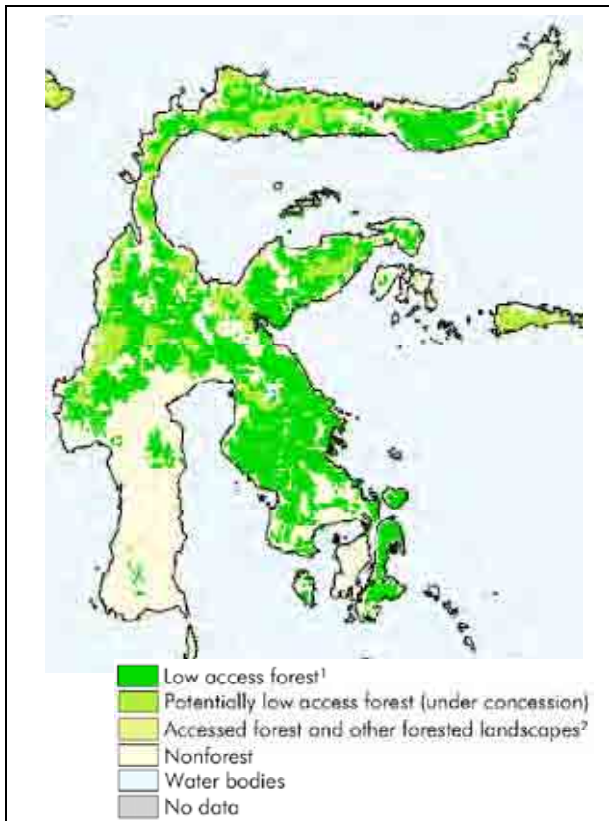 Low access forest¹
Potentially low access forest (under concession)
Accessed forest and other forested landscapes²
Nonforest
Water bodies
No data